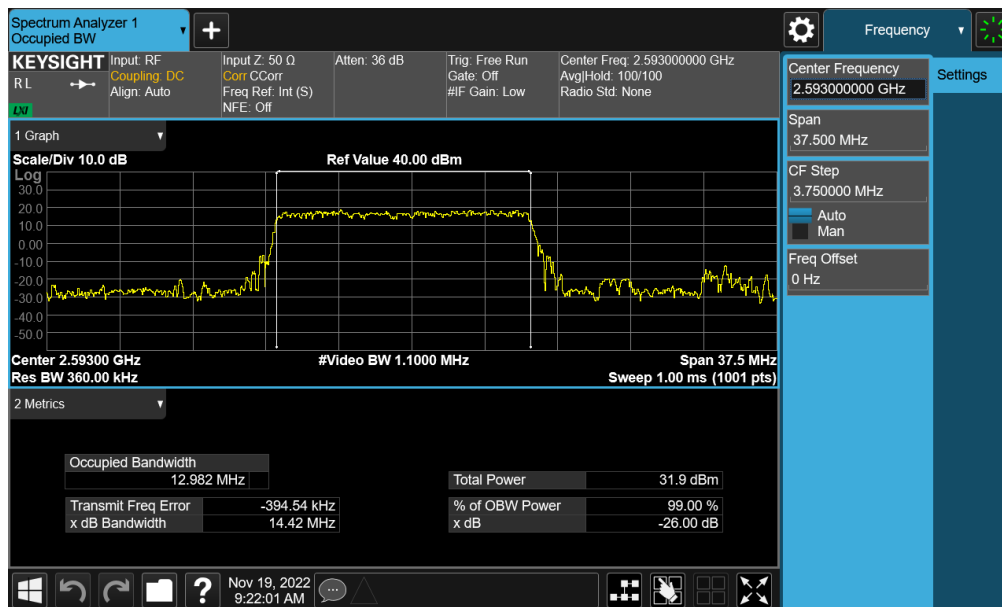 Spectrum Analyzer 1
Occupied BW
+
Frequency
KEYSIGHT
R L
LXI
Input: RF
Coupling: DC
Align: Auto
Input Z: 50 Ω
Corr CCorr
Freq Ref: Int (S)
NFE: Off
Atten: 36 dB
Trig: Free Run
Gate: Off
#IF Gain: Low
Center Freq: 2.593000000 GHz
Avg|Hold: 100/100
Radio Std: None
Center Frequency
2.593000000 GHz
Settings
Span
37.500 MHz
CF Step
3.750000 MHz
Auto
Man
Freq Offset
0 Hz
1 Graph
Scale/Div 10.0 dB
Ref Value 40.00 dBm
Log
30.0
20.0
10.0
0.00
-10.0
-20.0
-30.0
-40.0
-50.0
Center 2.59300 GHz
#Video BW 1.1000 MHz
Span 37.5 MHz
Res BW 360.00 kHz
Sweep 1.00 ms (1001 pts)
2 Metrics
Occupied Bandwidth
12.982 MHz
Total Power 31.9 dBm
Transmit Freq Error -394.54 kHz
% of OBW Power 99.00 %
x dB Bandwidth 14.42 MHz
x dB -26.00 dB
?
Nov 19, 2022
9:22:01 AM